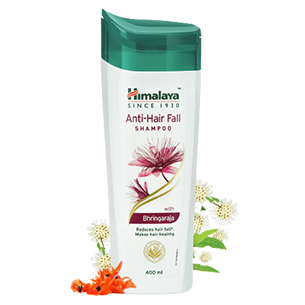 Himalaya
SINCE 1930
Anti-Hair Fall
SHAMPOO
with
Bhringaraja
Reduces hair fall*.
Makes hair healthy
400 ml